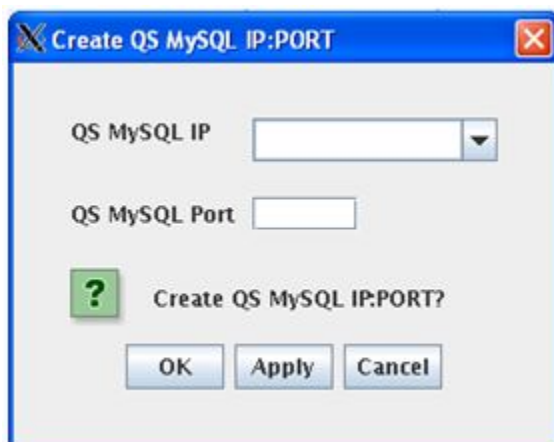 Create QS MySQL IP:PORT
QS MySQL IP
QS MySQL Port
? Create QS MySQL IP:PORT?
OK Apply Cancel